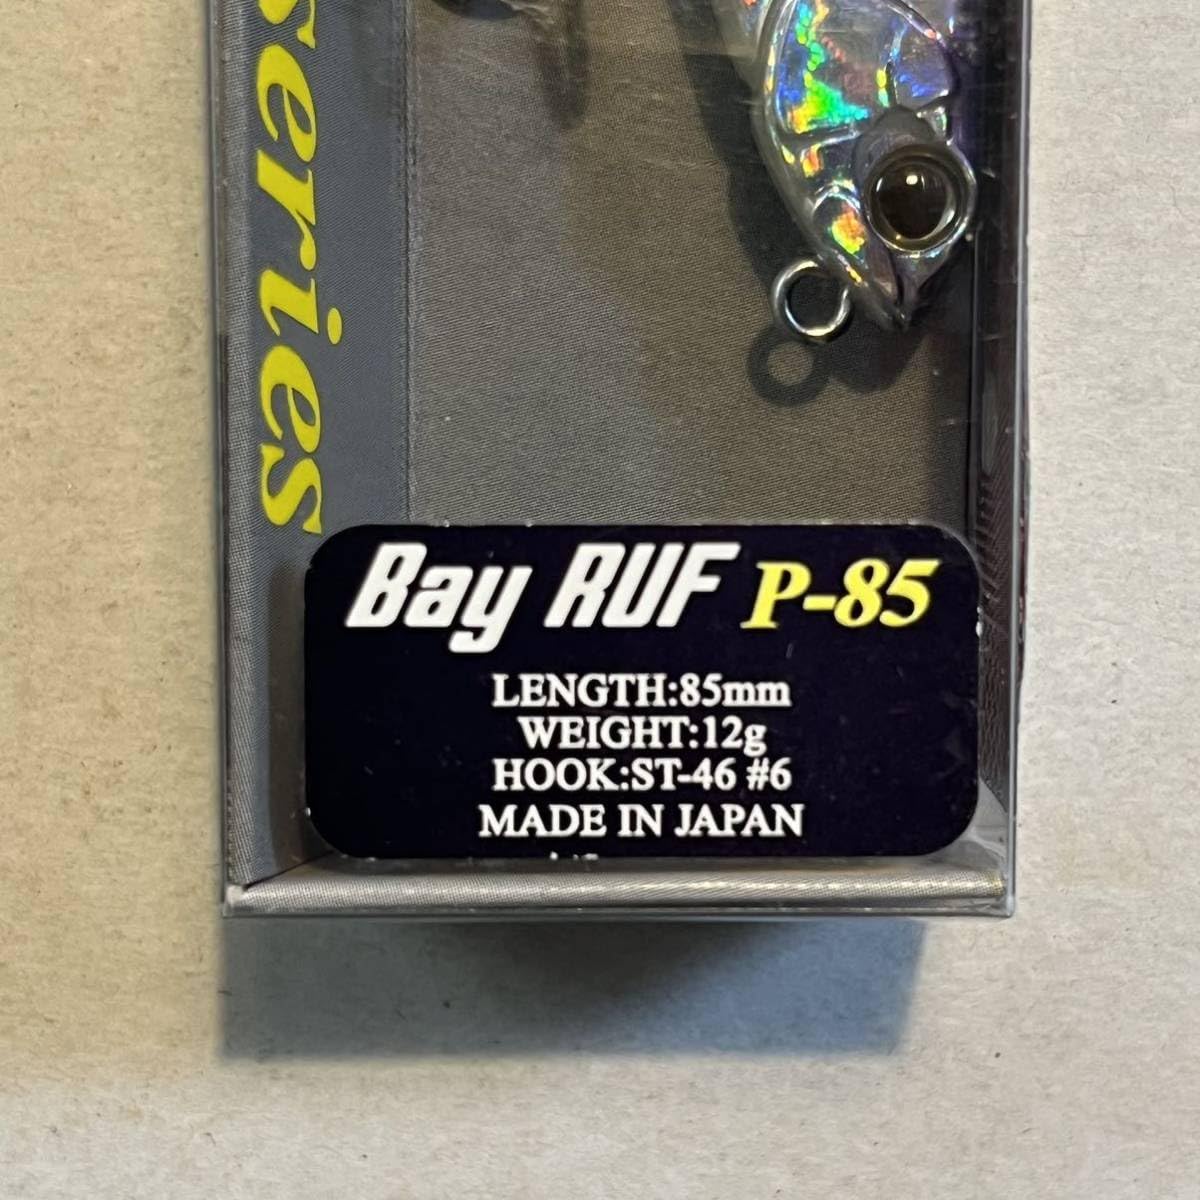 series
Bay RUF P-85
LENGTH:85mm
WEIGHT:12g
HOOK:ST-46 #6
MADE IN JAPAN